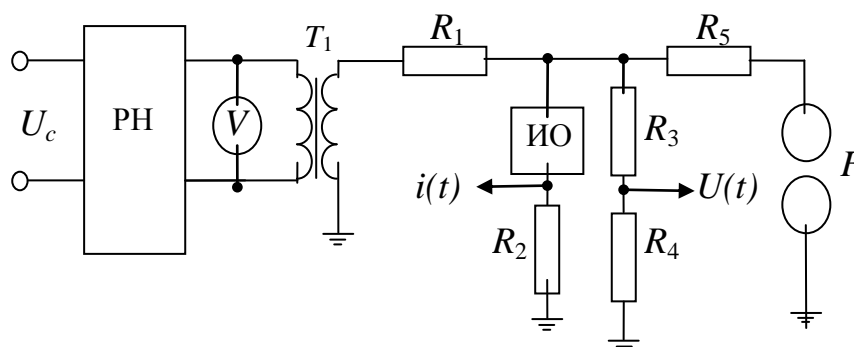 U_c
РН
V
T_1
R_1
R_5
ИО
R_3
i(t)
U(t)
R_2
R_4